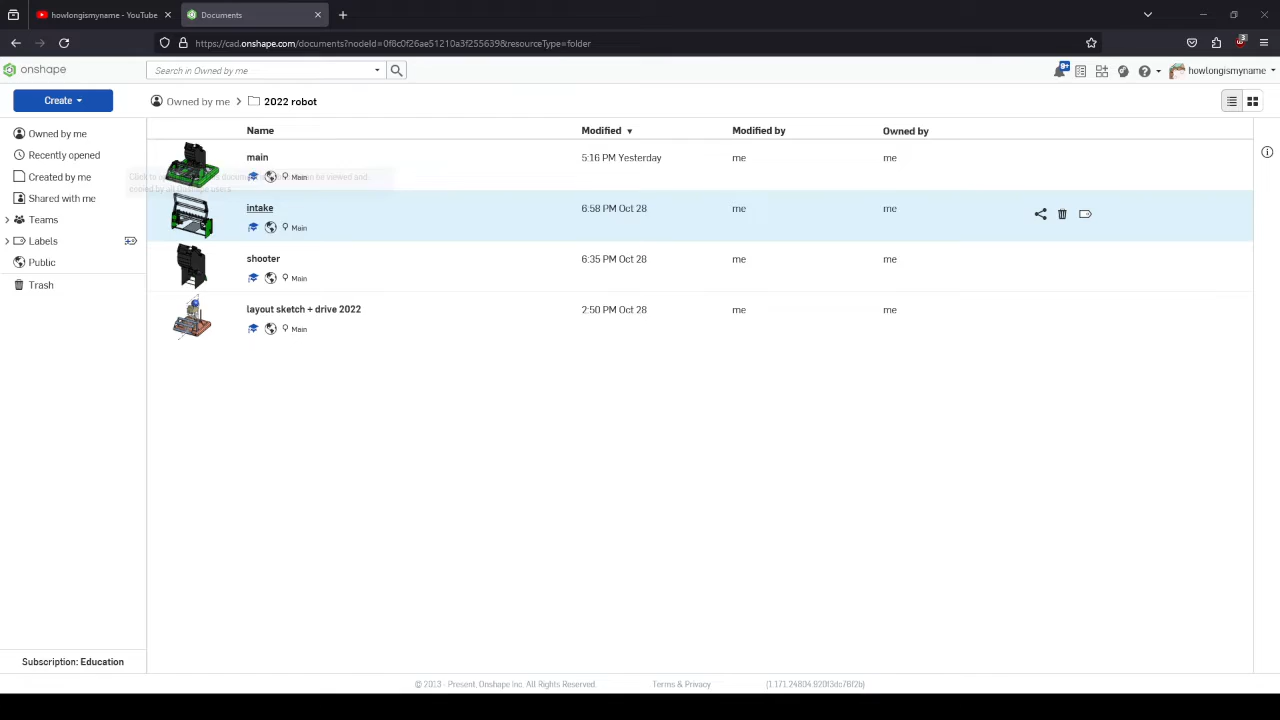 howlongismyname - YouTube
Documents
https://cad.onshape.com/documents?nodeId=0f8c0f26ae51210a3f255639&resourceType=folder
3
onshape
Search in Owned by me
9+
howlongismyname
Create
Owned by me
2022 robot
Owned by me
Recently opened
Created by me
Shared with me
Teams
Labels
Public
Trash
Name
Modified
Modified by
Owned by
main
5:16 PM Yesterday
me
me
Main
intake
6:58 PM Oct 28
me
me
Main
shooter
6:35 PM Oct 28
me
me
Main
layout sketch + drive 2022
2:50 PM Oct 28
me
me
Main
Subscription: Education
© 2013 - Present, Onshape Inc. All Rights Reserved.
Terms & Privacy